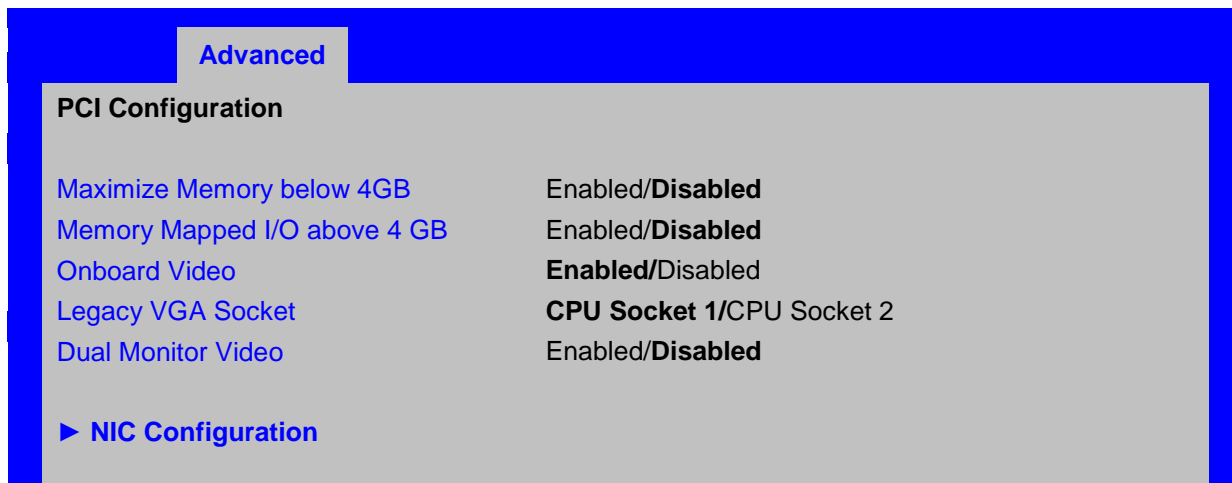 Advanced
PCI Configuration
Maximize Memory below 4GB Enabled/Disabled
Memory Mapped I/O above 4 GB Enabled/Disabled
Onboard Video Enabled/Disabled
Legacy VGA Socket CPU Socket 1/CPU Socket 2
Dual Monitor Video Enabled/Disabled
► NIC Configuration